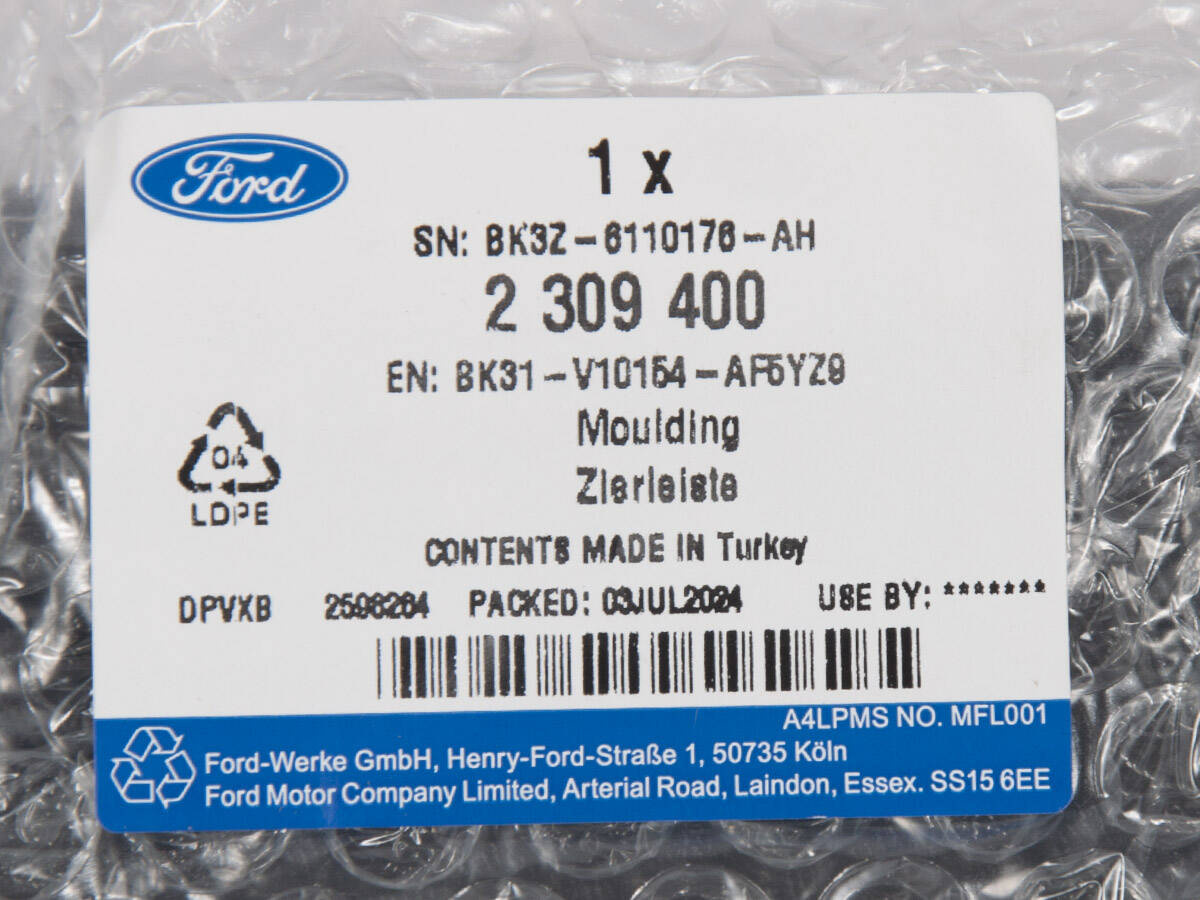 Ford
1 x
SN: BK3Z-6110176-AH
2 309 400
EN: BK31-V10154-AF5YZ9
Moulding
Zierleiste
04
LDPE
CONTENTS MADE IN Turkey
DPVXB 2598264 PACKED: 03JUL2024 USE BY: *******
A4LPMS NO. MFL001
Ford-Werke GmbH, Henry-Ford-Straße 1, 50735 Köln
Ford Motor Company Limited, Arterial Road, Laindon, Essex. SS15 6EE